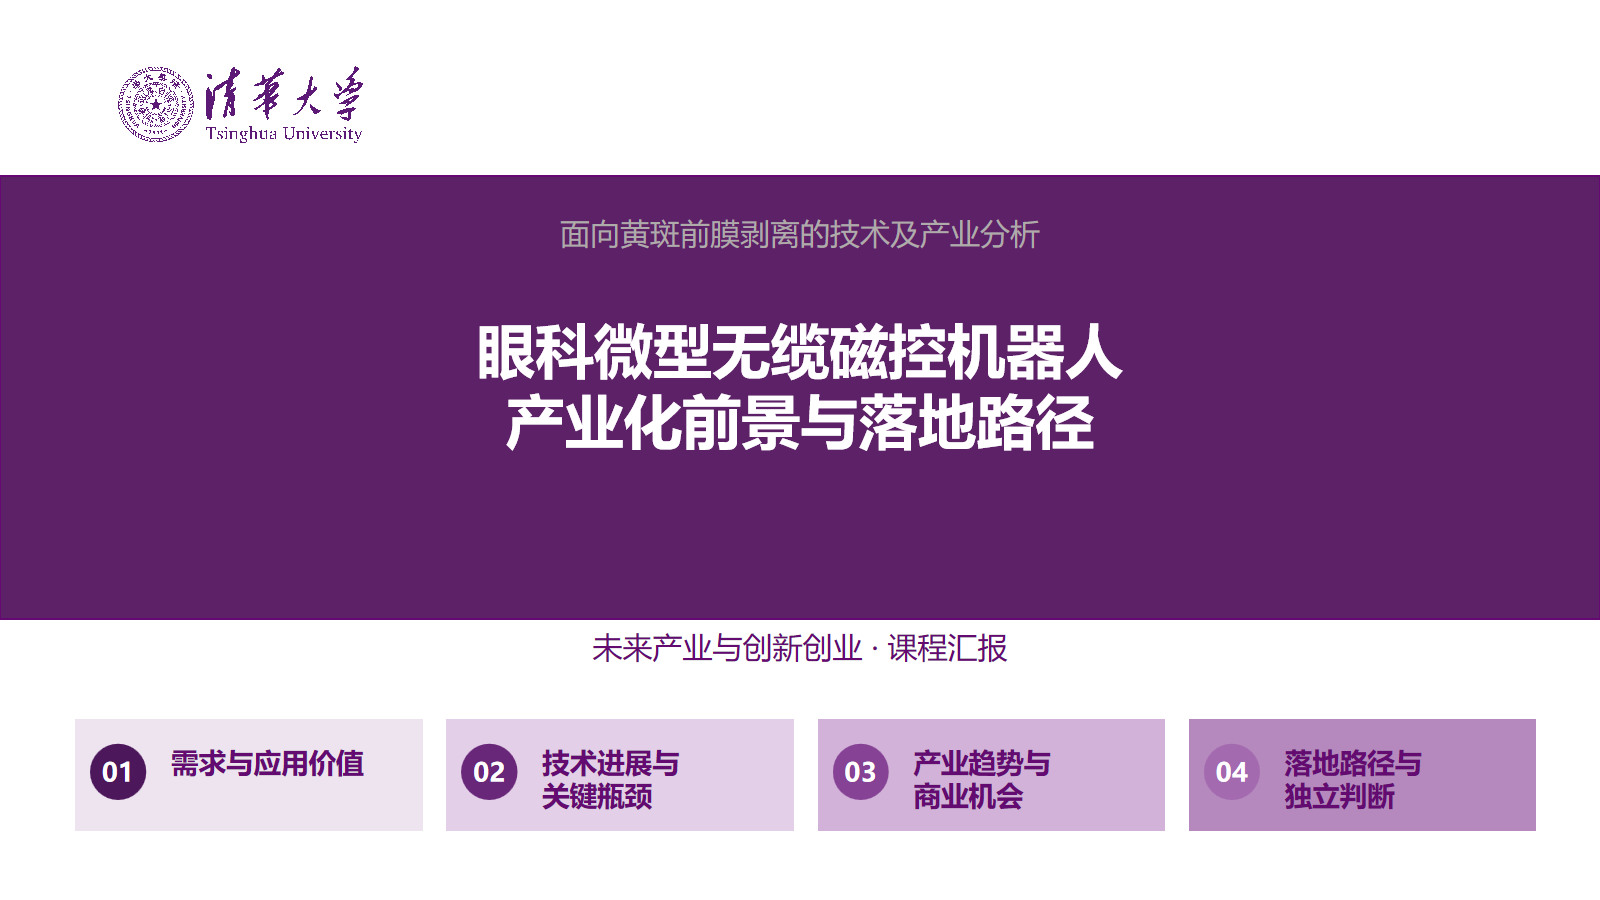 清华大学
Tsinghua University
面向黄斑前膜剥离的技术及产业分析
眼科微型无缆磁控机器人
产业化前景与落地路径
未来产业与创新创业 · 课程汇报
01
需求与应用价值
02
技术进展与
关键瓶颈
03
产业趋势与
商业机会
04
落地路径与
独立判断